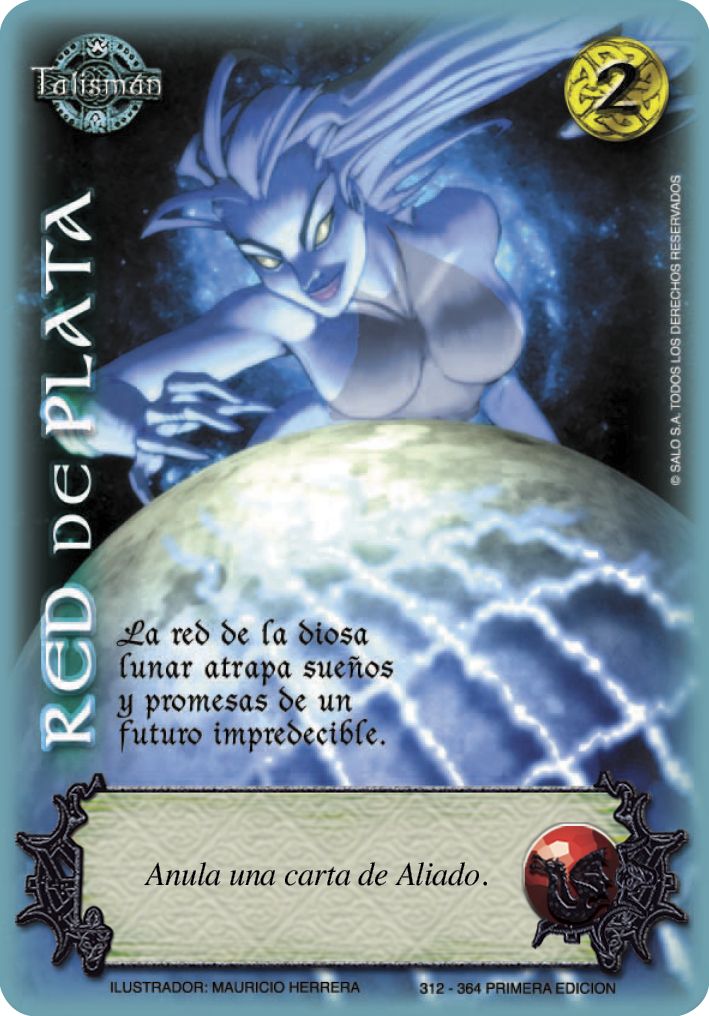 Talismán
2
RED DE PLATA
© SALO S.A. TODOS LOS DERECHOS RESERVADOS
La red de la diosa
lunar atrapa sueños
y promesas de un
futuro impredecible.
Anula una carta de Aliado.
ILUSTRADOR: MAURICIO HERRERA
312 - 364 PRIMERA EDICION